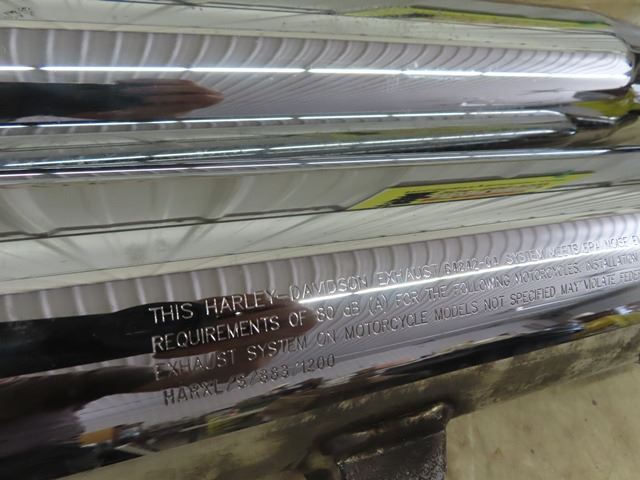 THIS HARLEY-DAVIDSON EXHAUST 64842-04 SYSTEM MEETS EPA NOISE
REQUIREMENTS OF 80 dB (A) FOR THE FOLLOWING MOTORCYCLES. INSTALLATION
EXHAUST SYSTEM ON MOTORCYCLE MODELS NOT SPECIFIED MAY VIOLATE
HARXL/S/883/1200